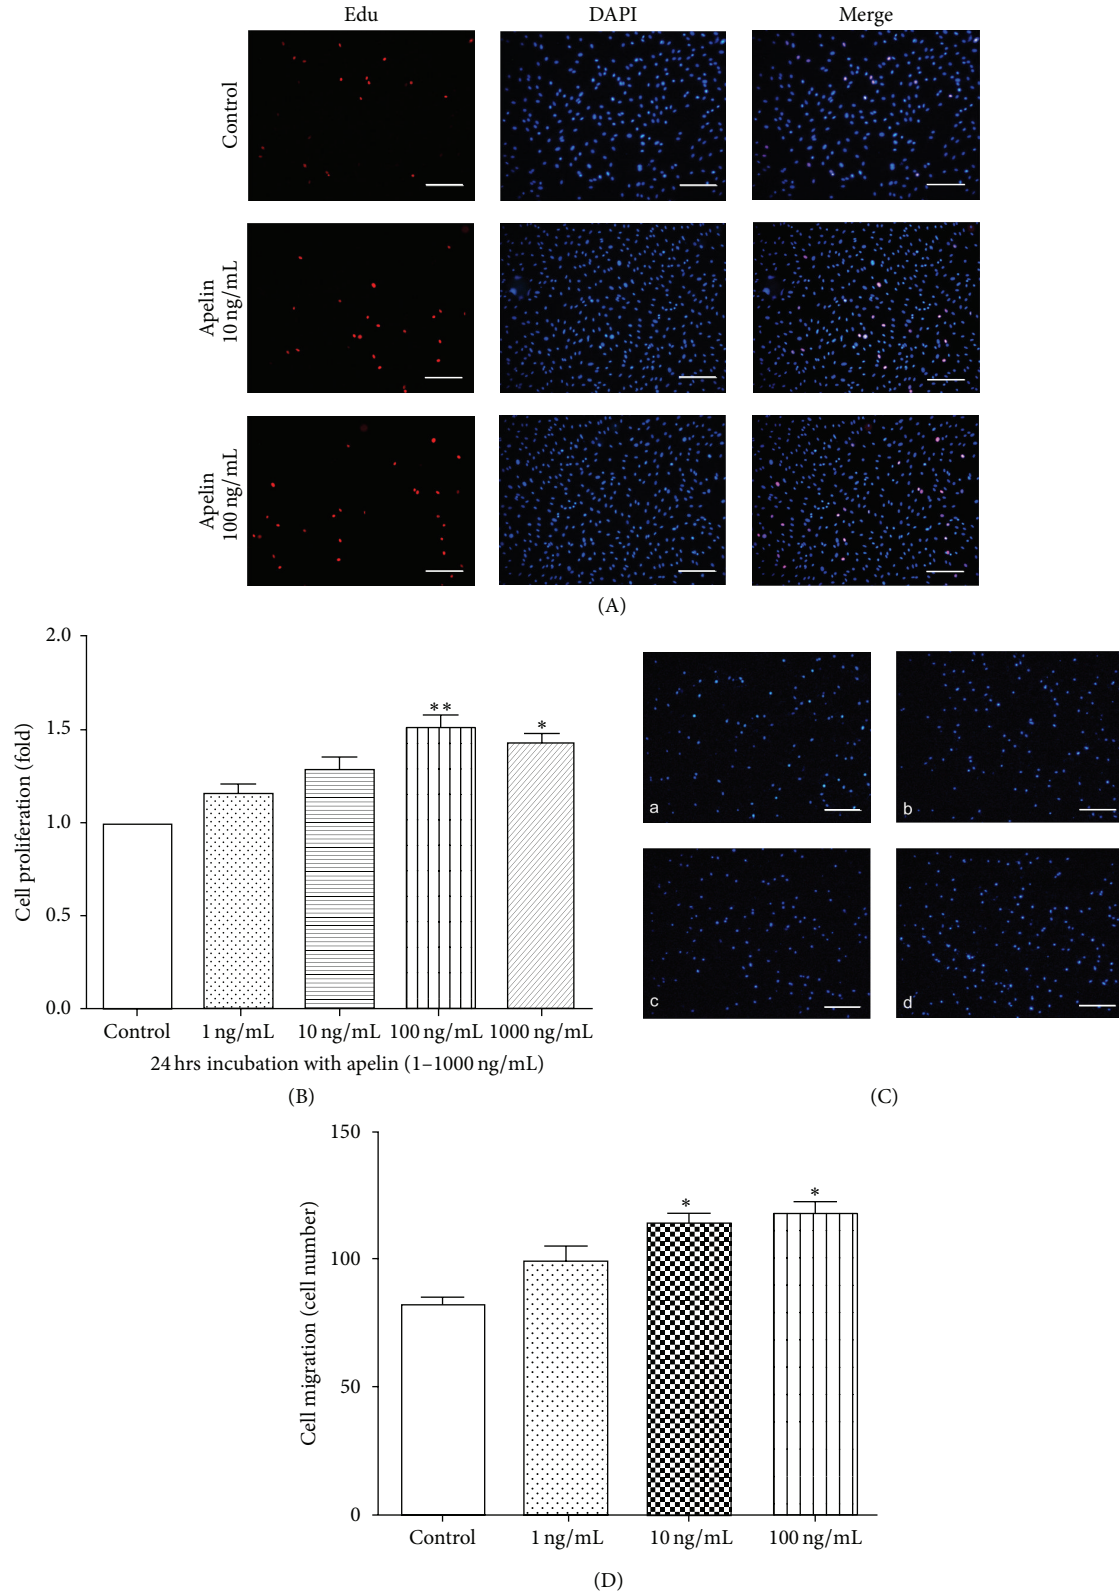 Edu DAPI Merge
Control
Apelin
10 ng/mL
Apelin
100 ng/mL
(A)
2.0
1.5
1.0
0.5
0.0
Cell proliferation (fold)
**
*
Control 1 ng/mL 10 ng/mL 100 ng/mL 1000 ng/mL
24 hrs incubation with apelin (1–1000 ng/mL)
(B)
a
b
c
d
(C)
150
100
50
0
Cell migration (cell number)
*
*
Control 1 ng/mL 10 ng/mL 100 ng/mL
(D)